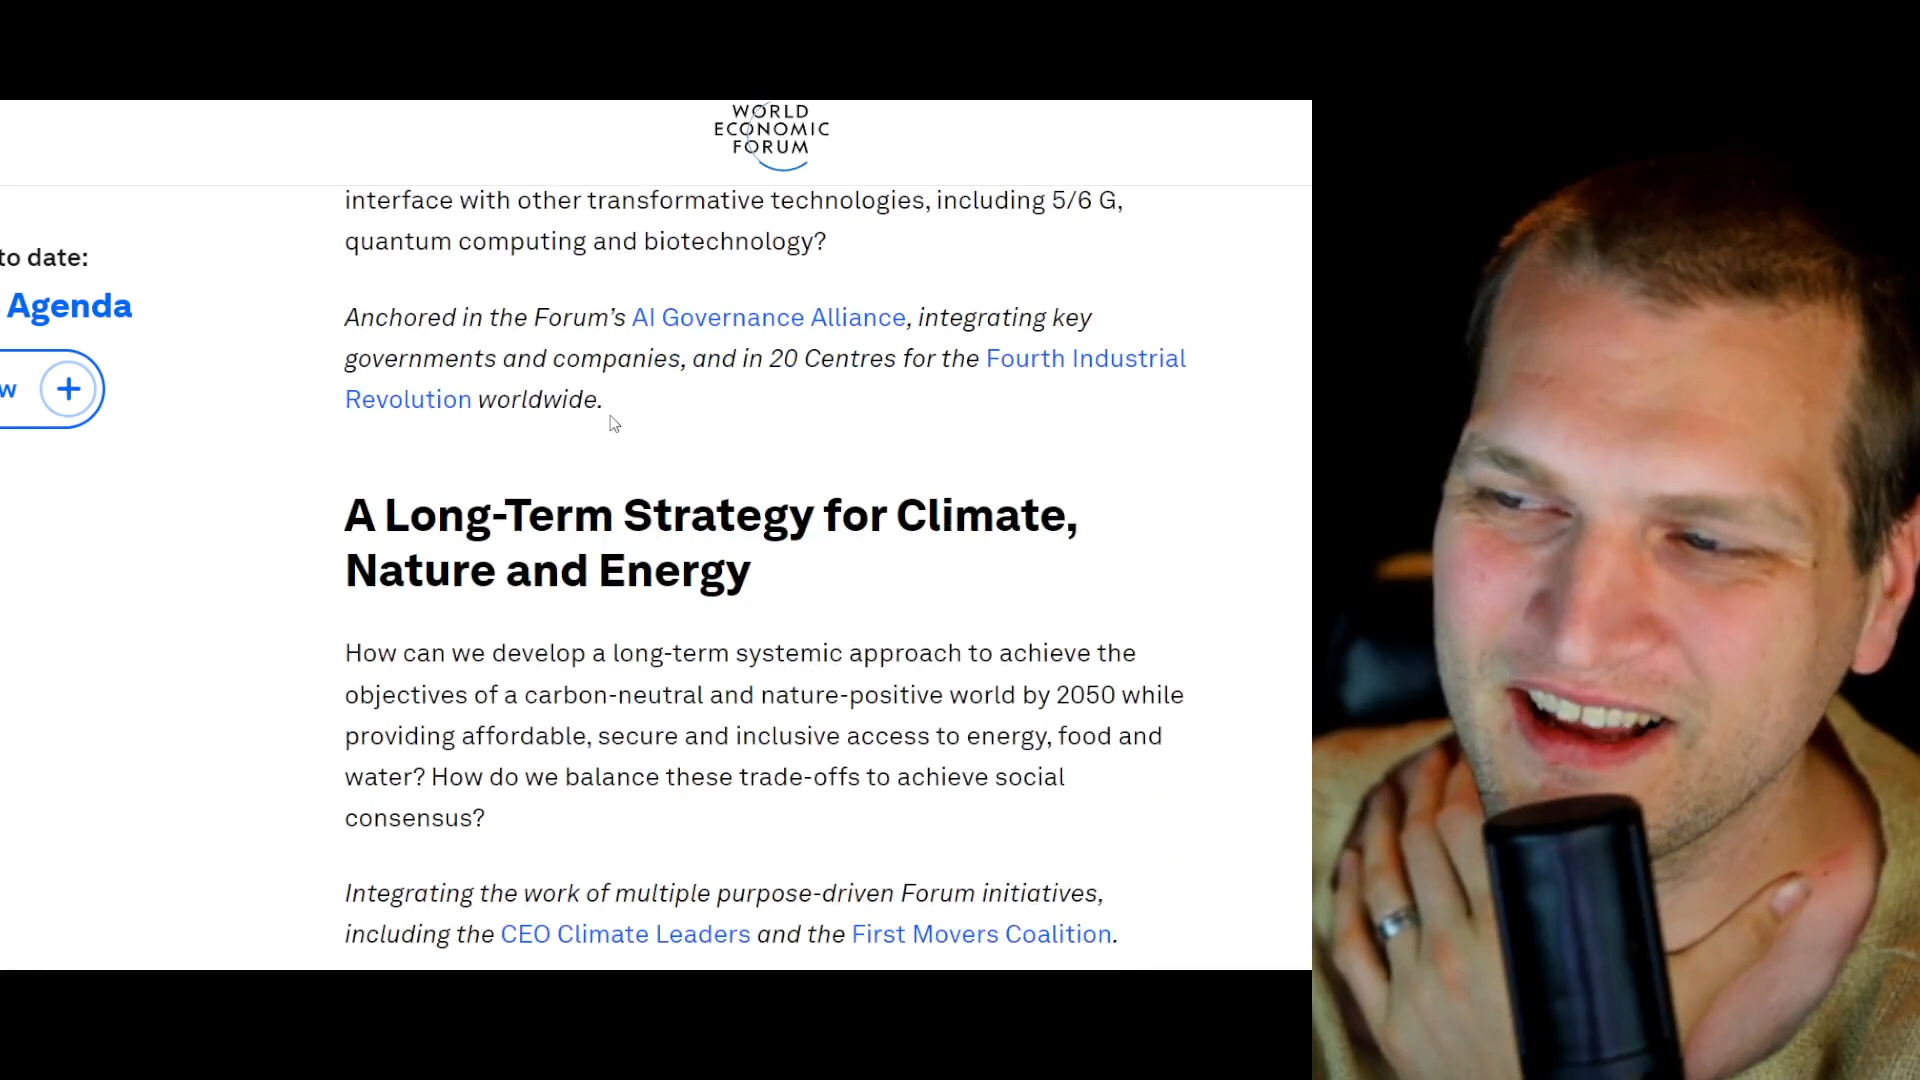 WORLD
ECONOMIC
FORUM
interface with other transformative technologies, including 5/6 G,
quantum computing and biotechnology?
to date:
Agenda
w
Anchored in the Forum's AI Governance Alliance, integrating key
governments and companies, and in 20 Centres for the Fourth Industrial
Revolution worldwide.
A Long-Term Strategy for Climate,
Nature and Energy
How can we develop a long-term systemic approach to achieve the
objectives of a carbon-neutral and nature-positive world by 2050 while
providing affordable, secure and inclusive access to energy, food and
water? How do we balance these trade-offs to achieve social
consensus?
Integrating the work of multiple purpose-driven Forum initiatives,
including the CEO Climate Leaders and the First Movers Coalition.